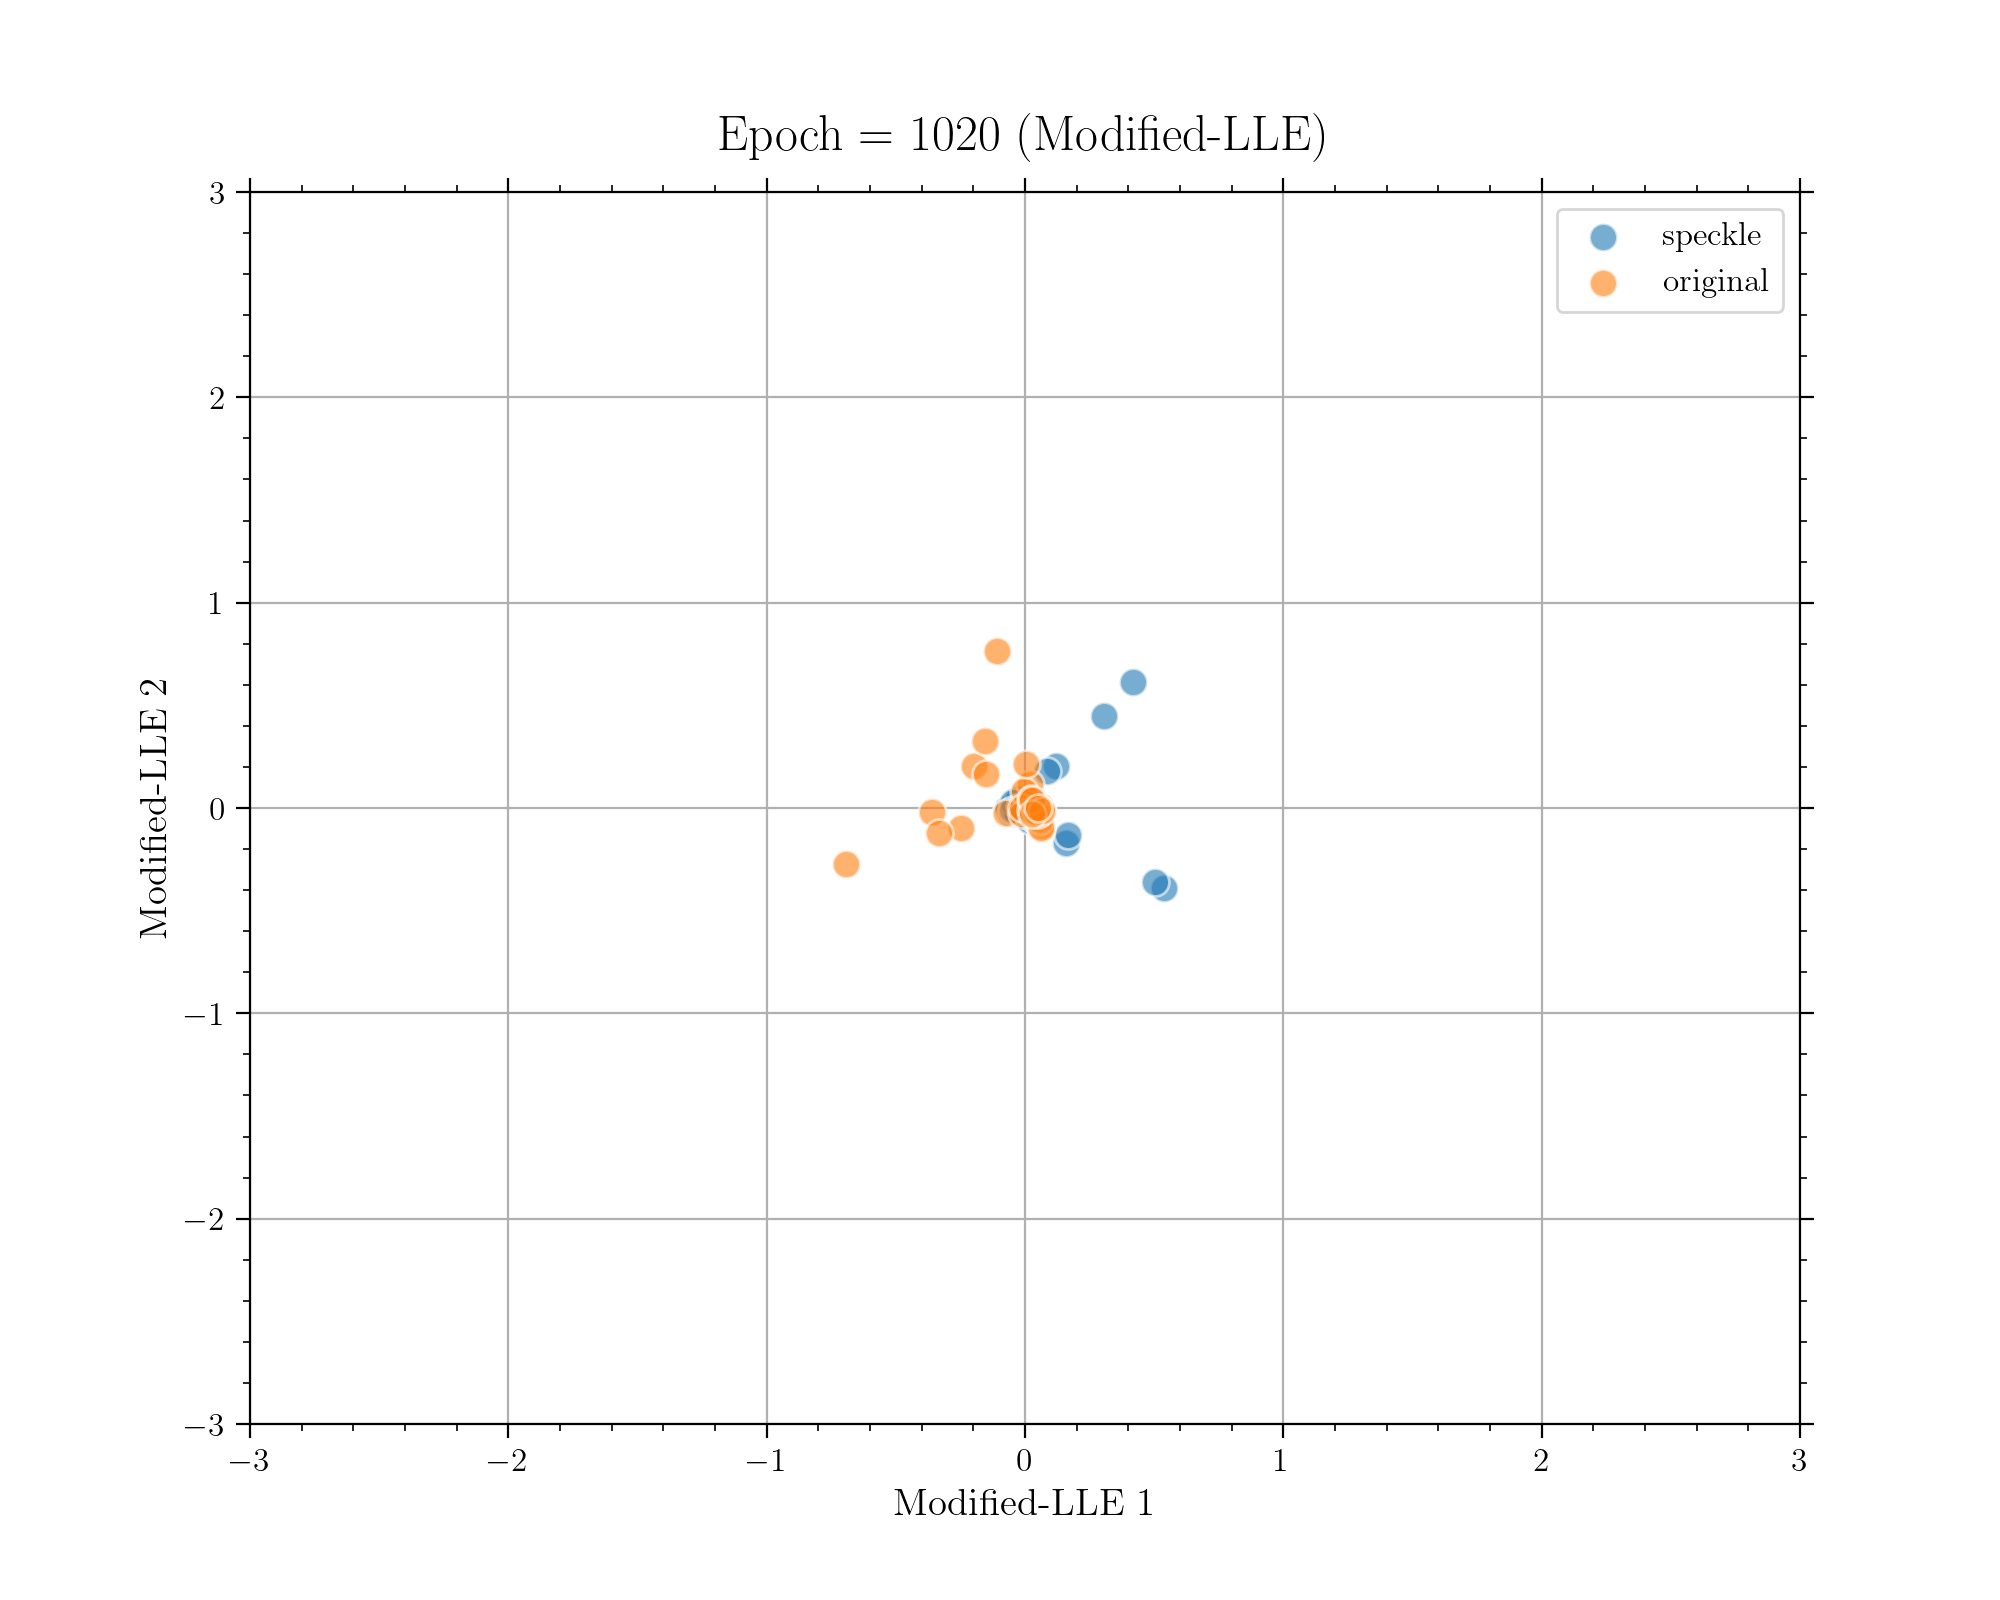 Epoch = 1020 (Modified-LLE)
speckle
original
3
2
1
0
−1
−2
−3
Modified-LLE 2
−3
−2
−1
0
1
2
3
Modified-LLE 1